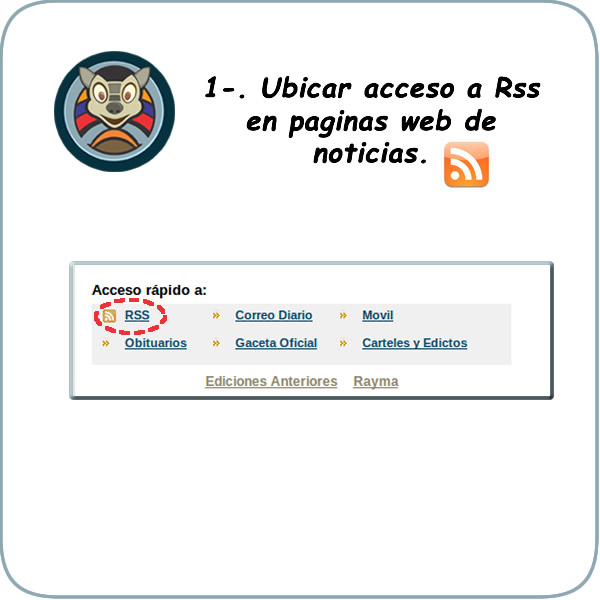 1-. Ubicar acceso a Rss
en paginas web de
noticias.
Acceso rápido a:
RSS » Correo Diario » Movil
» Obituarios » Gaceta Oficial » Carteles y Edictos
Ediciones Anteriores Rayma